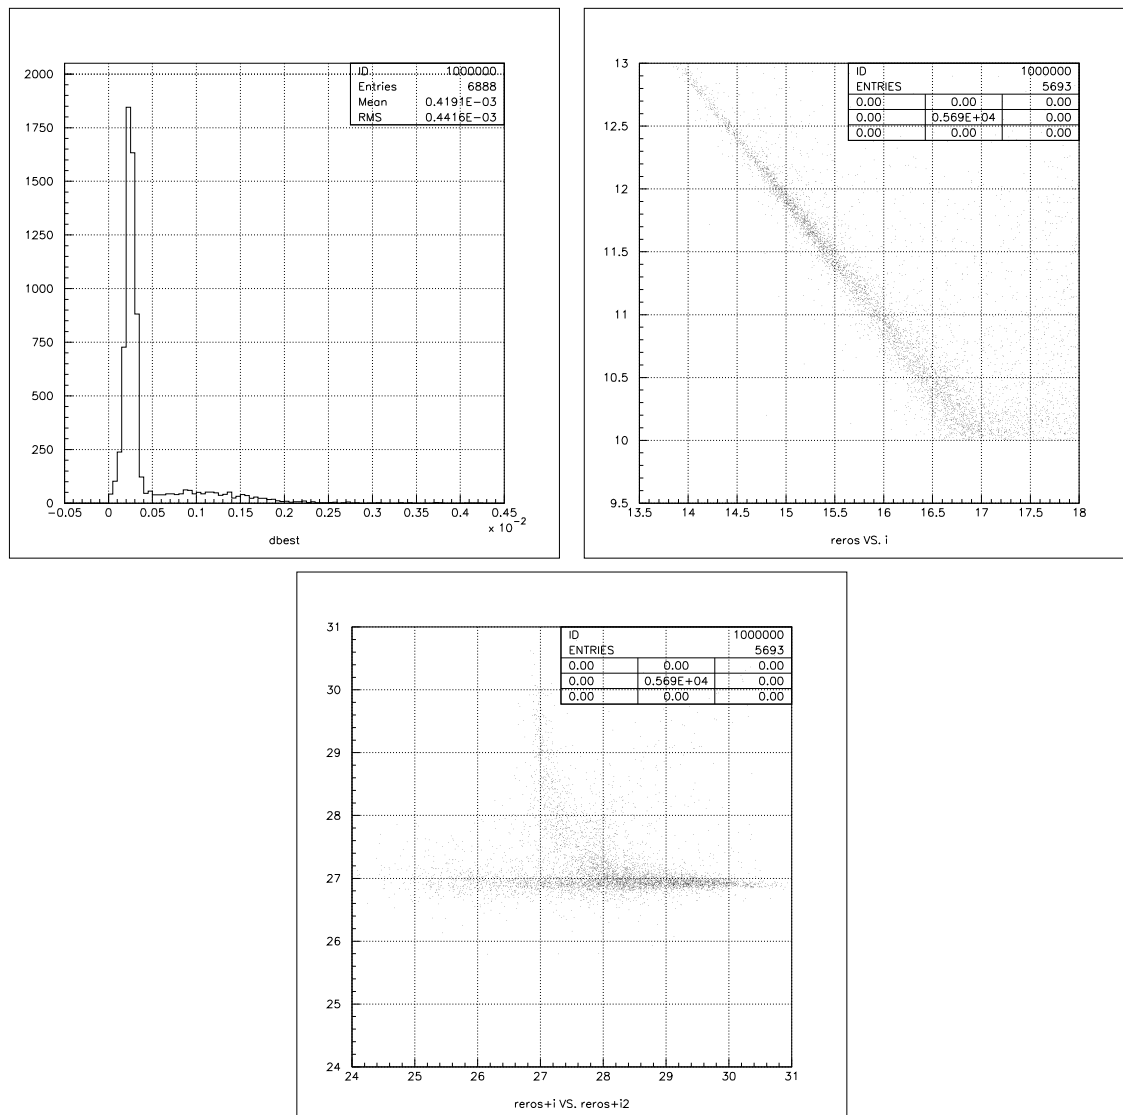 ID 1000000
Entries 6888
Mean 0.4191E-03
RMS 0.4416E-03
2000
1750
1500
1250
1000
750
500
250
0
-0.05 0 0.05 0.1 0.15 0.2 0.25 0.3 0.35 0.4 0.45
x 10 -2
dbest
ID 1000000
ENTRIES 5693
0.00 0.00 0.00
0.00 0.569E+04 0.00
0.00 0.00 0.00
13
12.5
12
11.5
11
10.5
10
9.5
13.5 14 14.5 15 15.5 16 16.5 17 17.5 18
reros VS. i
ID 1000000
ENTRIES 5693
0.00 0.00 0.00
0.00 0.569E+04 0.00
0.00 0.00 0.00
31
30
29
28
27
26
25
24
24 25 26 27 28 29 30 31
reros+i VS. reros+i2